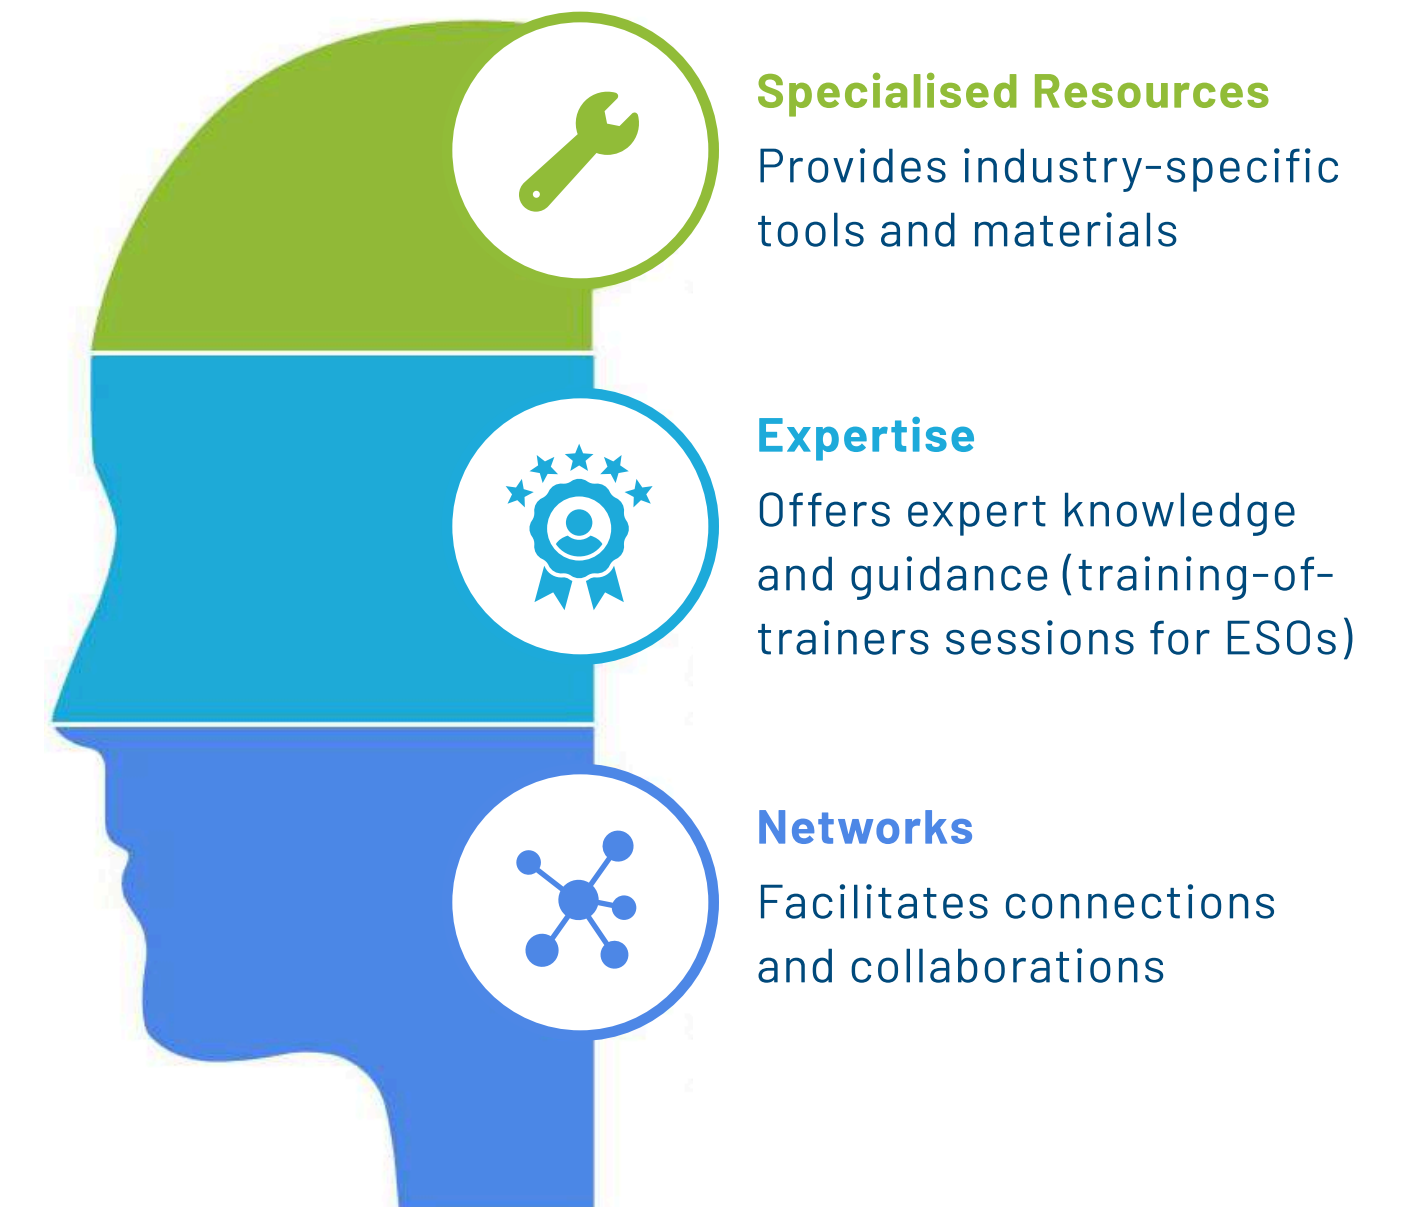 Specialised Resources
Provides industry-specific
tools and materials
Expertise
Offers expert knowledge
and guidance (training-of-
trainers sessions for ESOs)
Networks
Facilitates connections
and collaborations